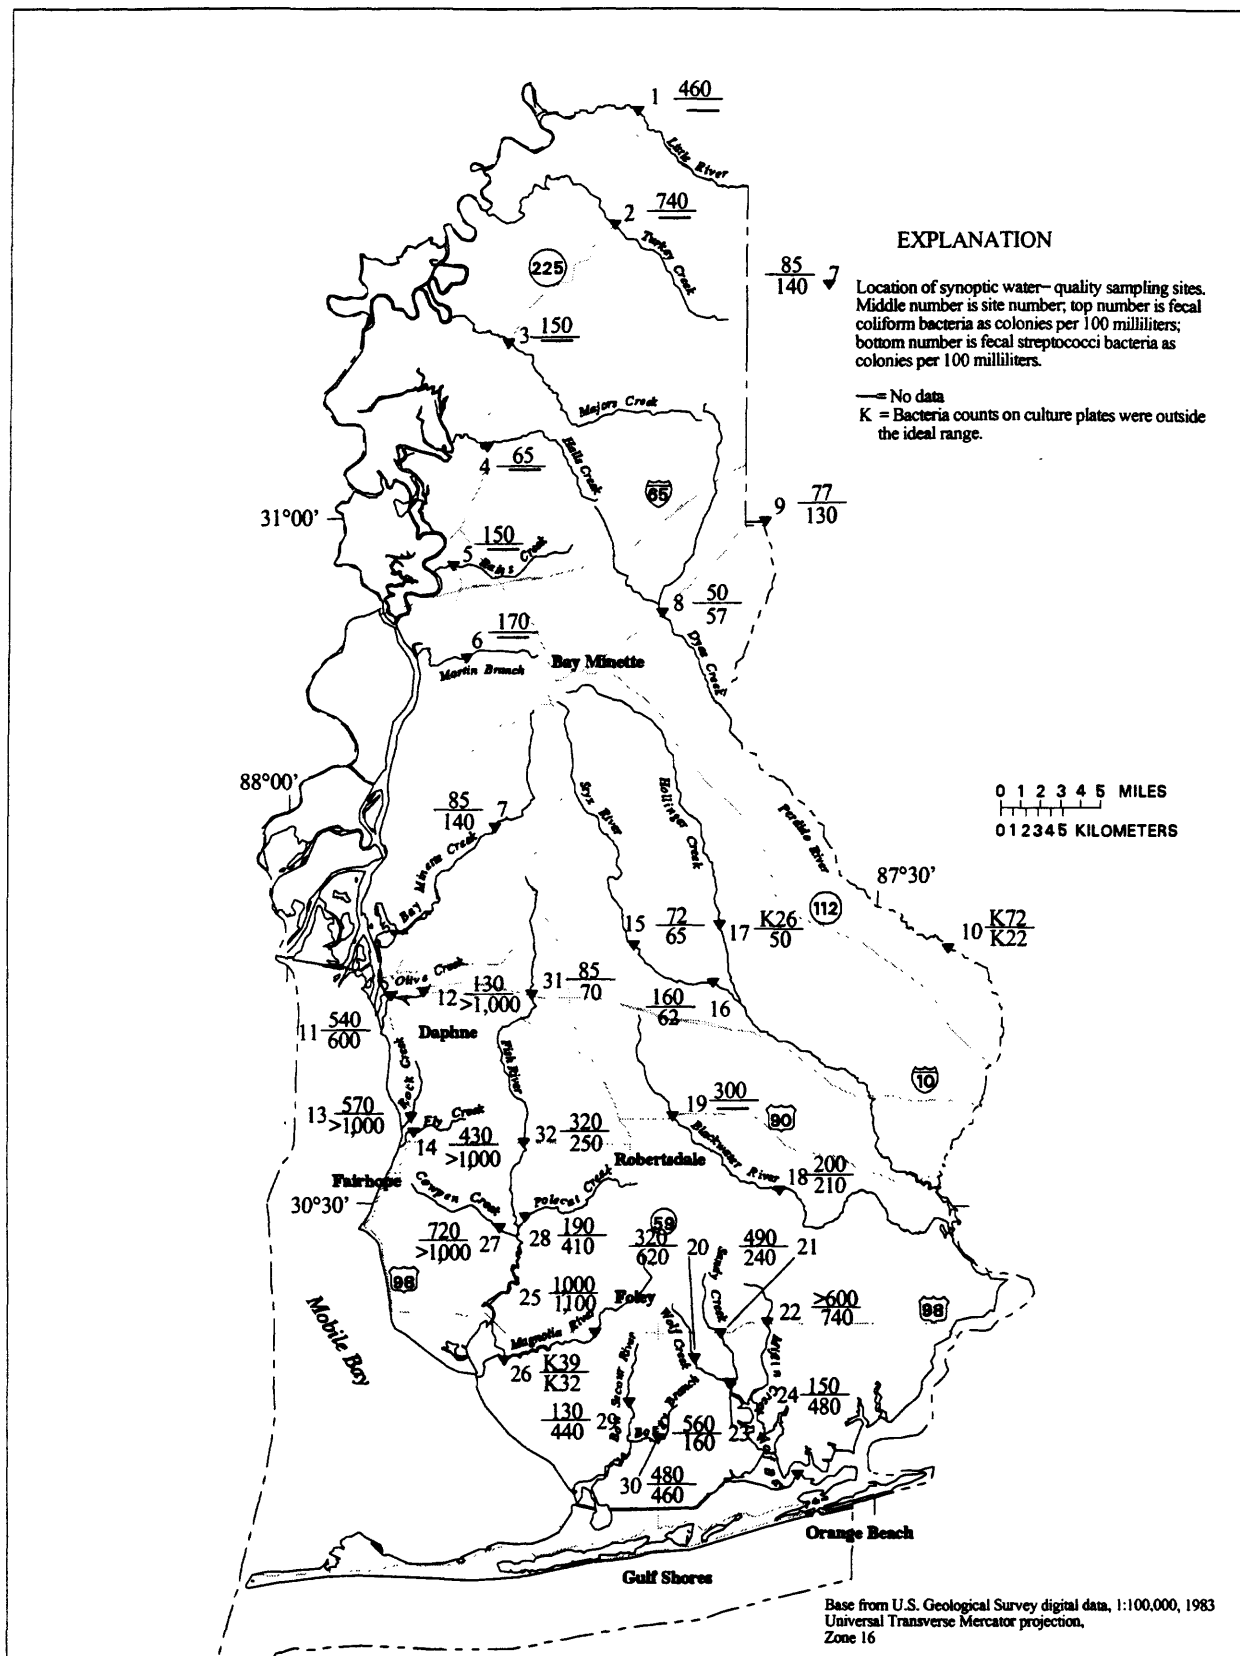 1 460
Little River
2 740
Turkey Creek
225
EXPLANATION
85
140 7
Location of synoptic water- quality sampling sites.
Middle number is site number; top number is fecal
coliform bacteria as colonies per 100 milliliters;
bottom number is fecal streptococci bacteria as
colonies per 100 milliliters.
= No data
K = Bacteria counts on culture plates were outside
the ideal range.
3 150
Majors Creek
Halls Creek
4 65
65
31°00'
9 77
130
5 150
Creek
8 50
57
6 170
Martin Branch
Bay Minette
Dyas Creek
88°00'
0 1 2 3 4 5 MILES
0 1 2 3 4 5 KILOMETERS
85
140 7
Bay Minette Creek
Styx River
Hollinger Creek
Perdido River
87°30'
112
15 72
65
17 K26
50
10 K72
K22
Olive Creek
12 130
>1,000
31 85
70
160
62 16
11 540
600
Daphne
Rock Creek
Fish River
10
13 570
>1,000
Fly Creek
14 430
>1000
32 320
250
19 300
90
Blackwater River
Robertsdale
18 200
210
Fairhope
30°30'
Cowpen Creek
Polecat Creek
720
>1,000 27
28 190
410
59
320
620 20
490
240 21
Sandy Creek
98
25 1000
1,100
Foley
22 >600
740
98
Mobile Bay
Magnolia River
Wolf Creek
26 K39
K32
Bon Secour River
24 150
480
130
440 29
Branch
560
160 23
30 480
460
Orange Beach
Gulf Shores
Base from U.S. Geological Survey digital data, 1:100,000, 1983
Universal Transverse Mercator projection,
Zone 16